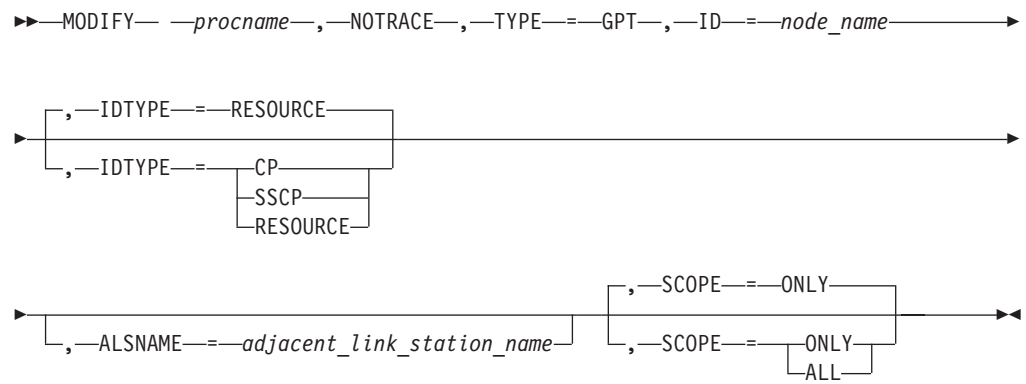 MODIFY procname , NOTRACE , TYPE = GPT , ID = node_name
, IDTYPE = RESOURCE
, IDTYPE = CP
SSCP
RESOURCE
, SCOPE = ONLY
, ALSNAME = adjacent_link_station_name , SCOPE = ONLY
ALL